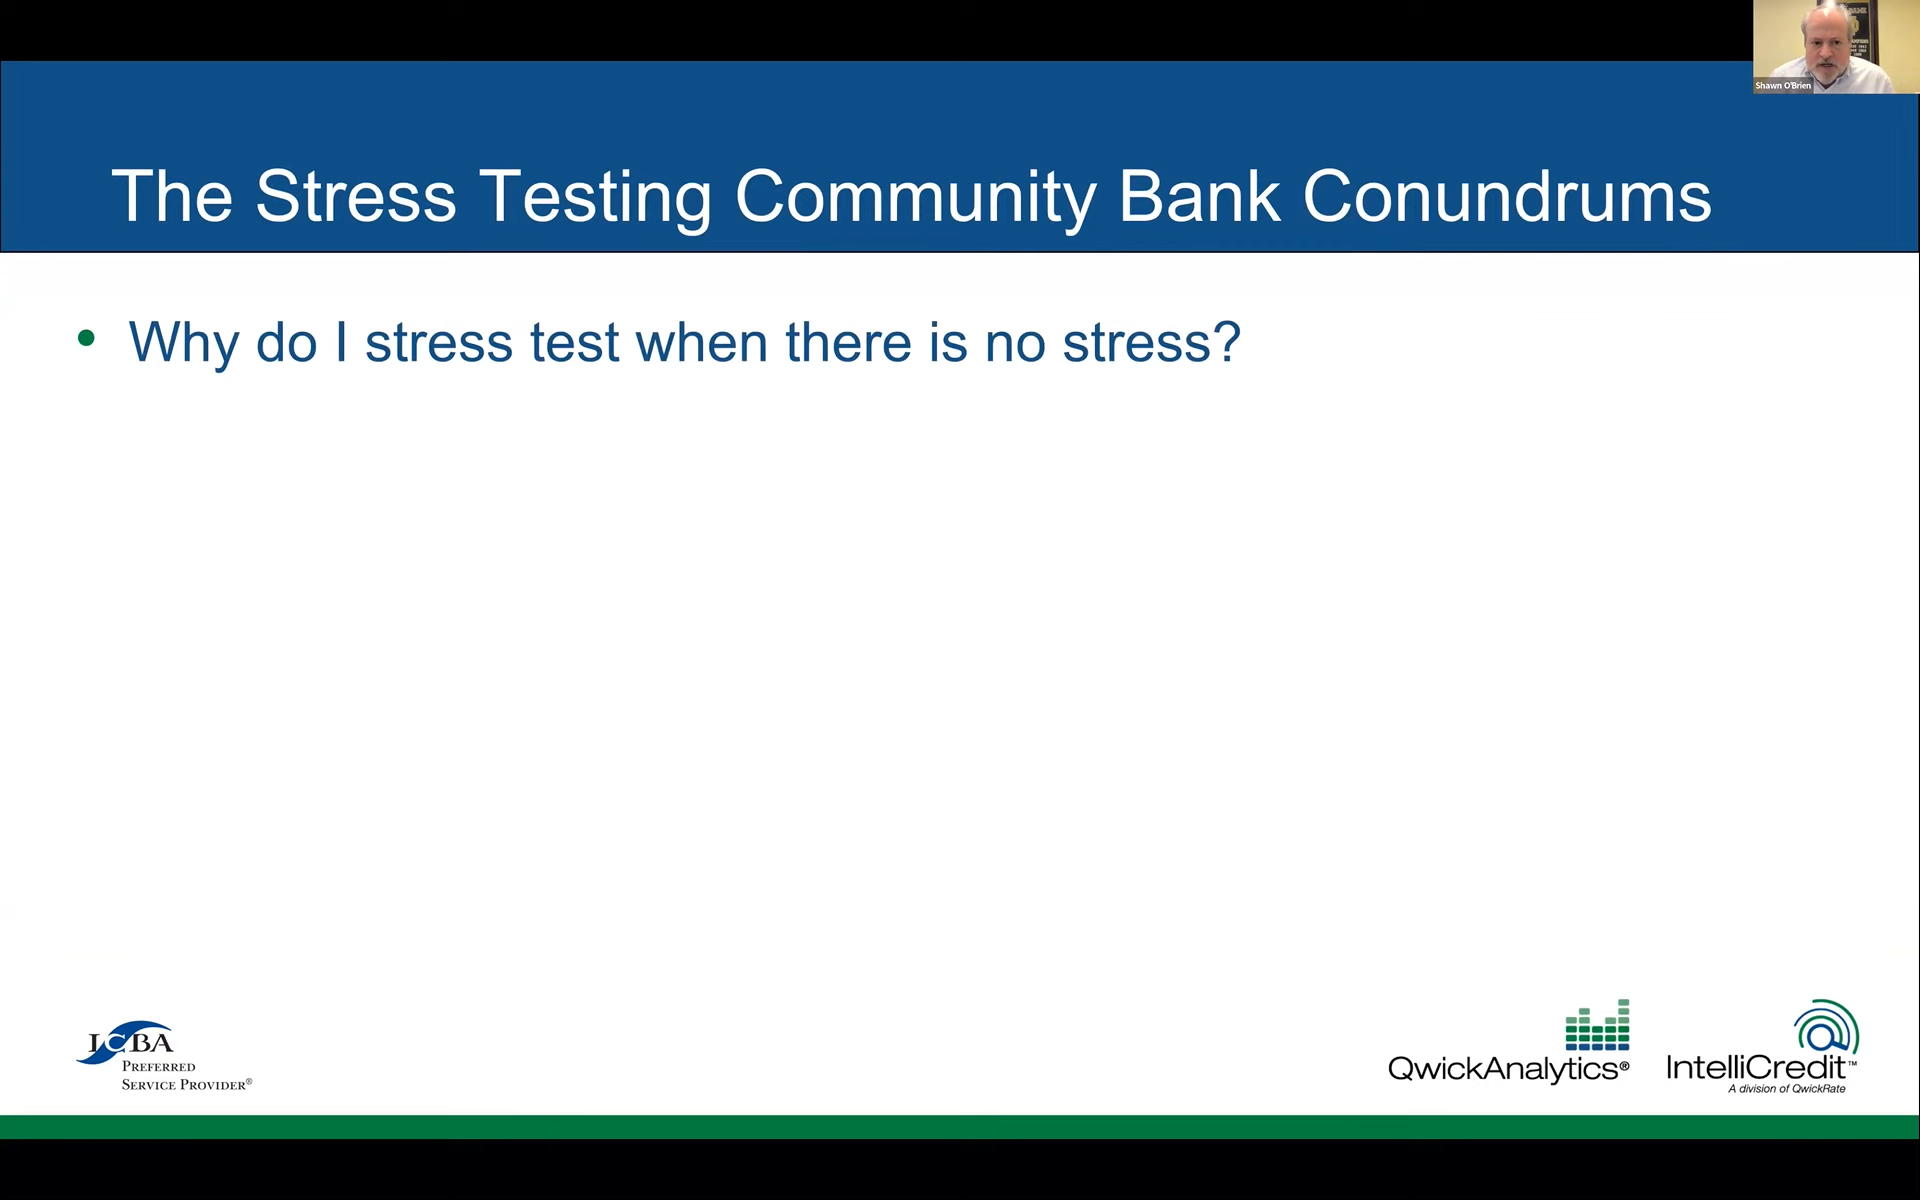 Shawn O'Brien
The Stress Testing Community Bank Conundrums
• Why do I stress test when there is no stress?
ICBA
PREFERRED
SERVICE PROVIDER®
QwickAnalytics®
IntelliCredit™
A division of QwickRate